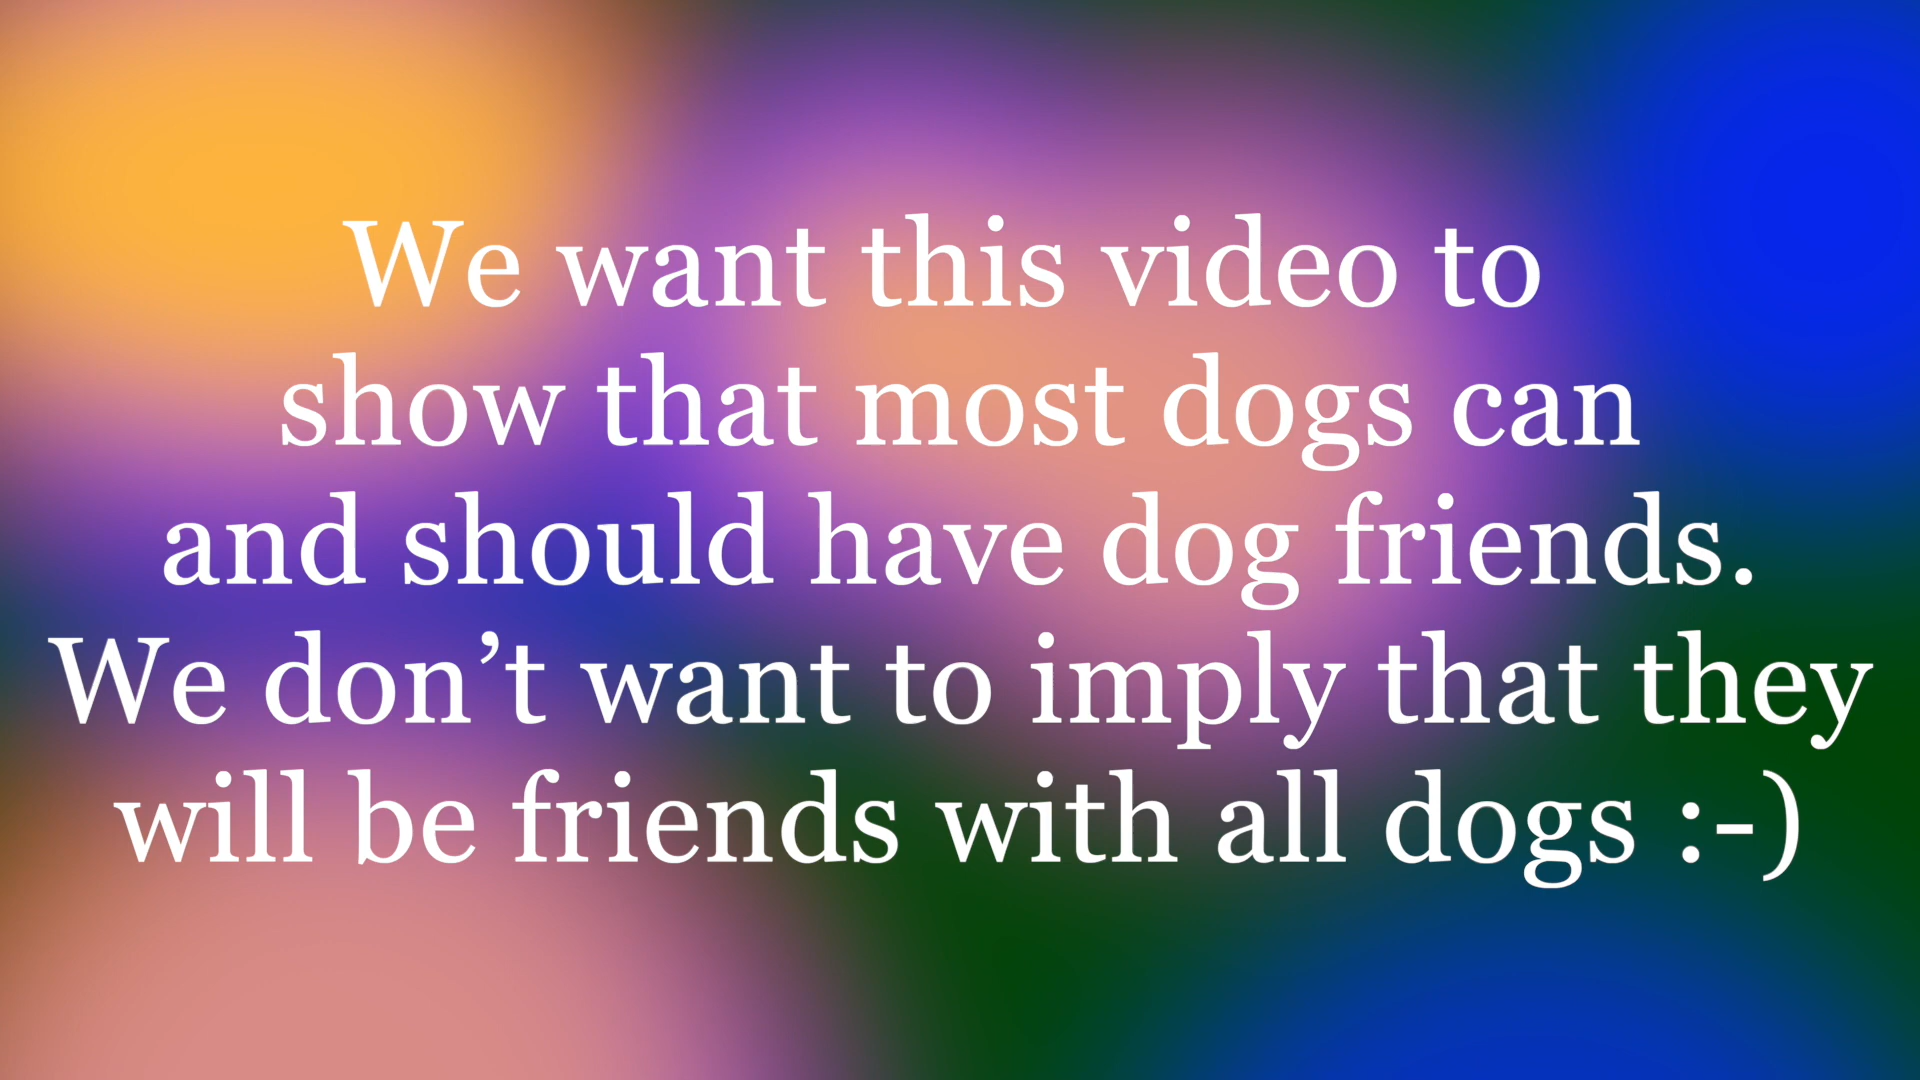 We want this video to
show that most dogs can
and should have dog friends.
We don’t want to imply that they
will be friends with all dogs :-)